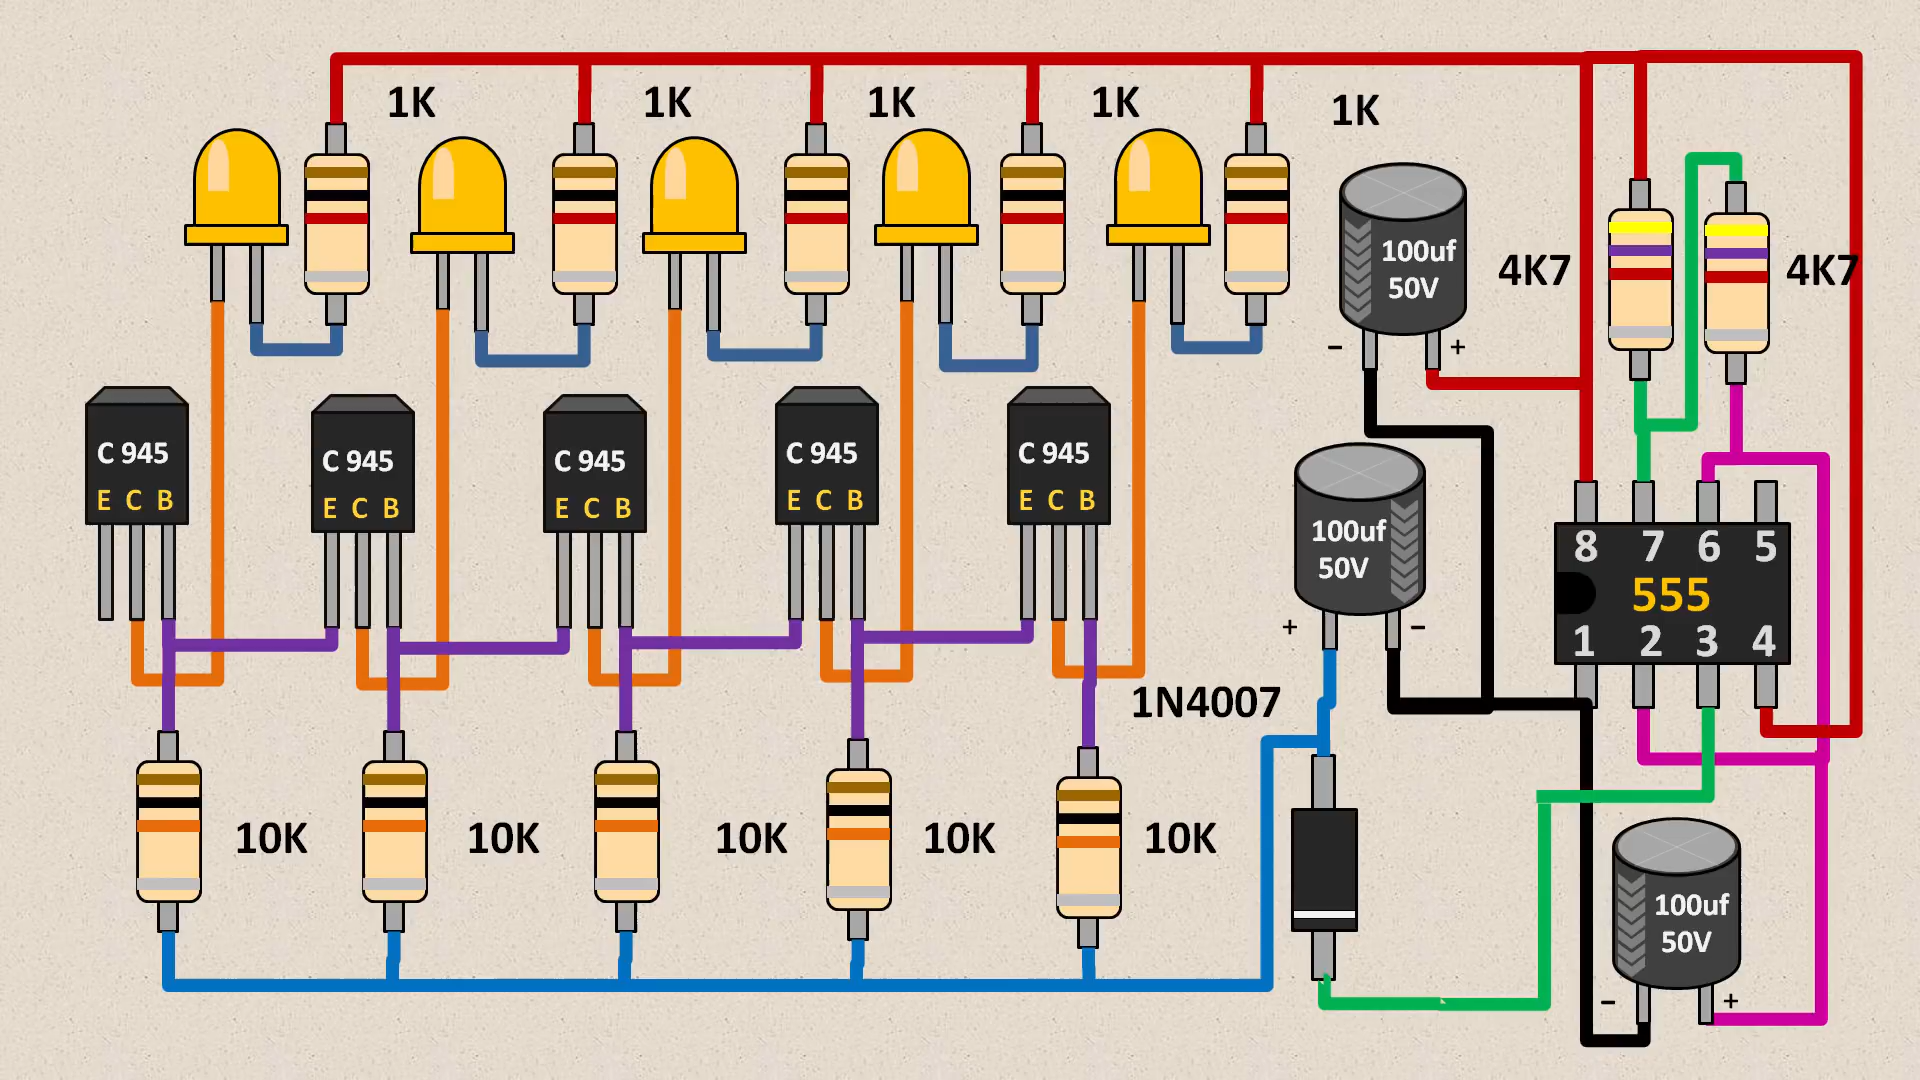 1K 1K 1K 1K 1K
100uf
50V
- +
4K7 4K7
C 945
E C B
C 945
E C B
C 945
E C B
C 945
E C B
C 945
E C B
100uf
50V
+ -
8 7 6 5
555
1 2 3 4
1N4007
10K 10K 10K 10K 10K
100uf
50V
- +